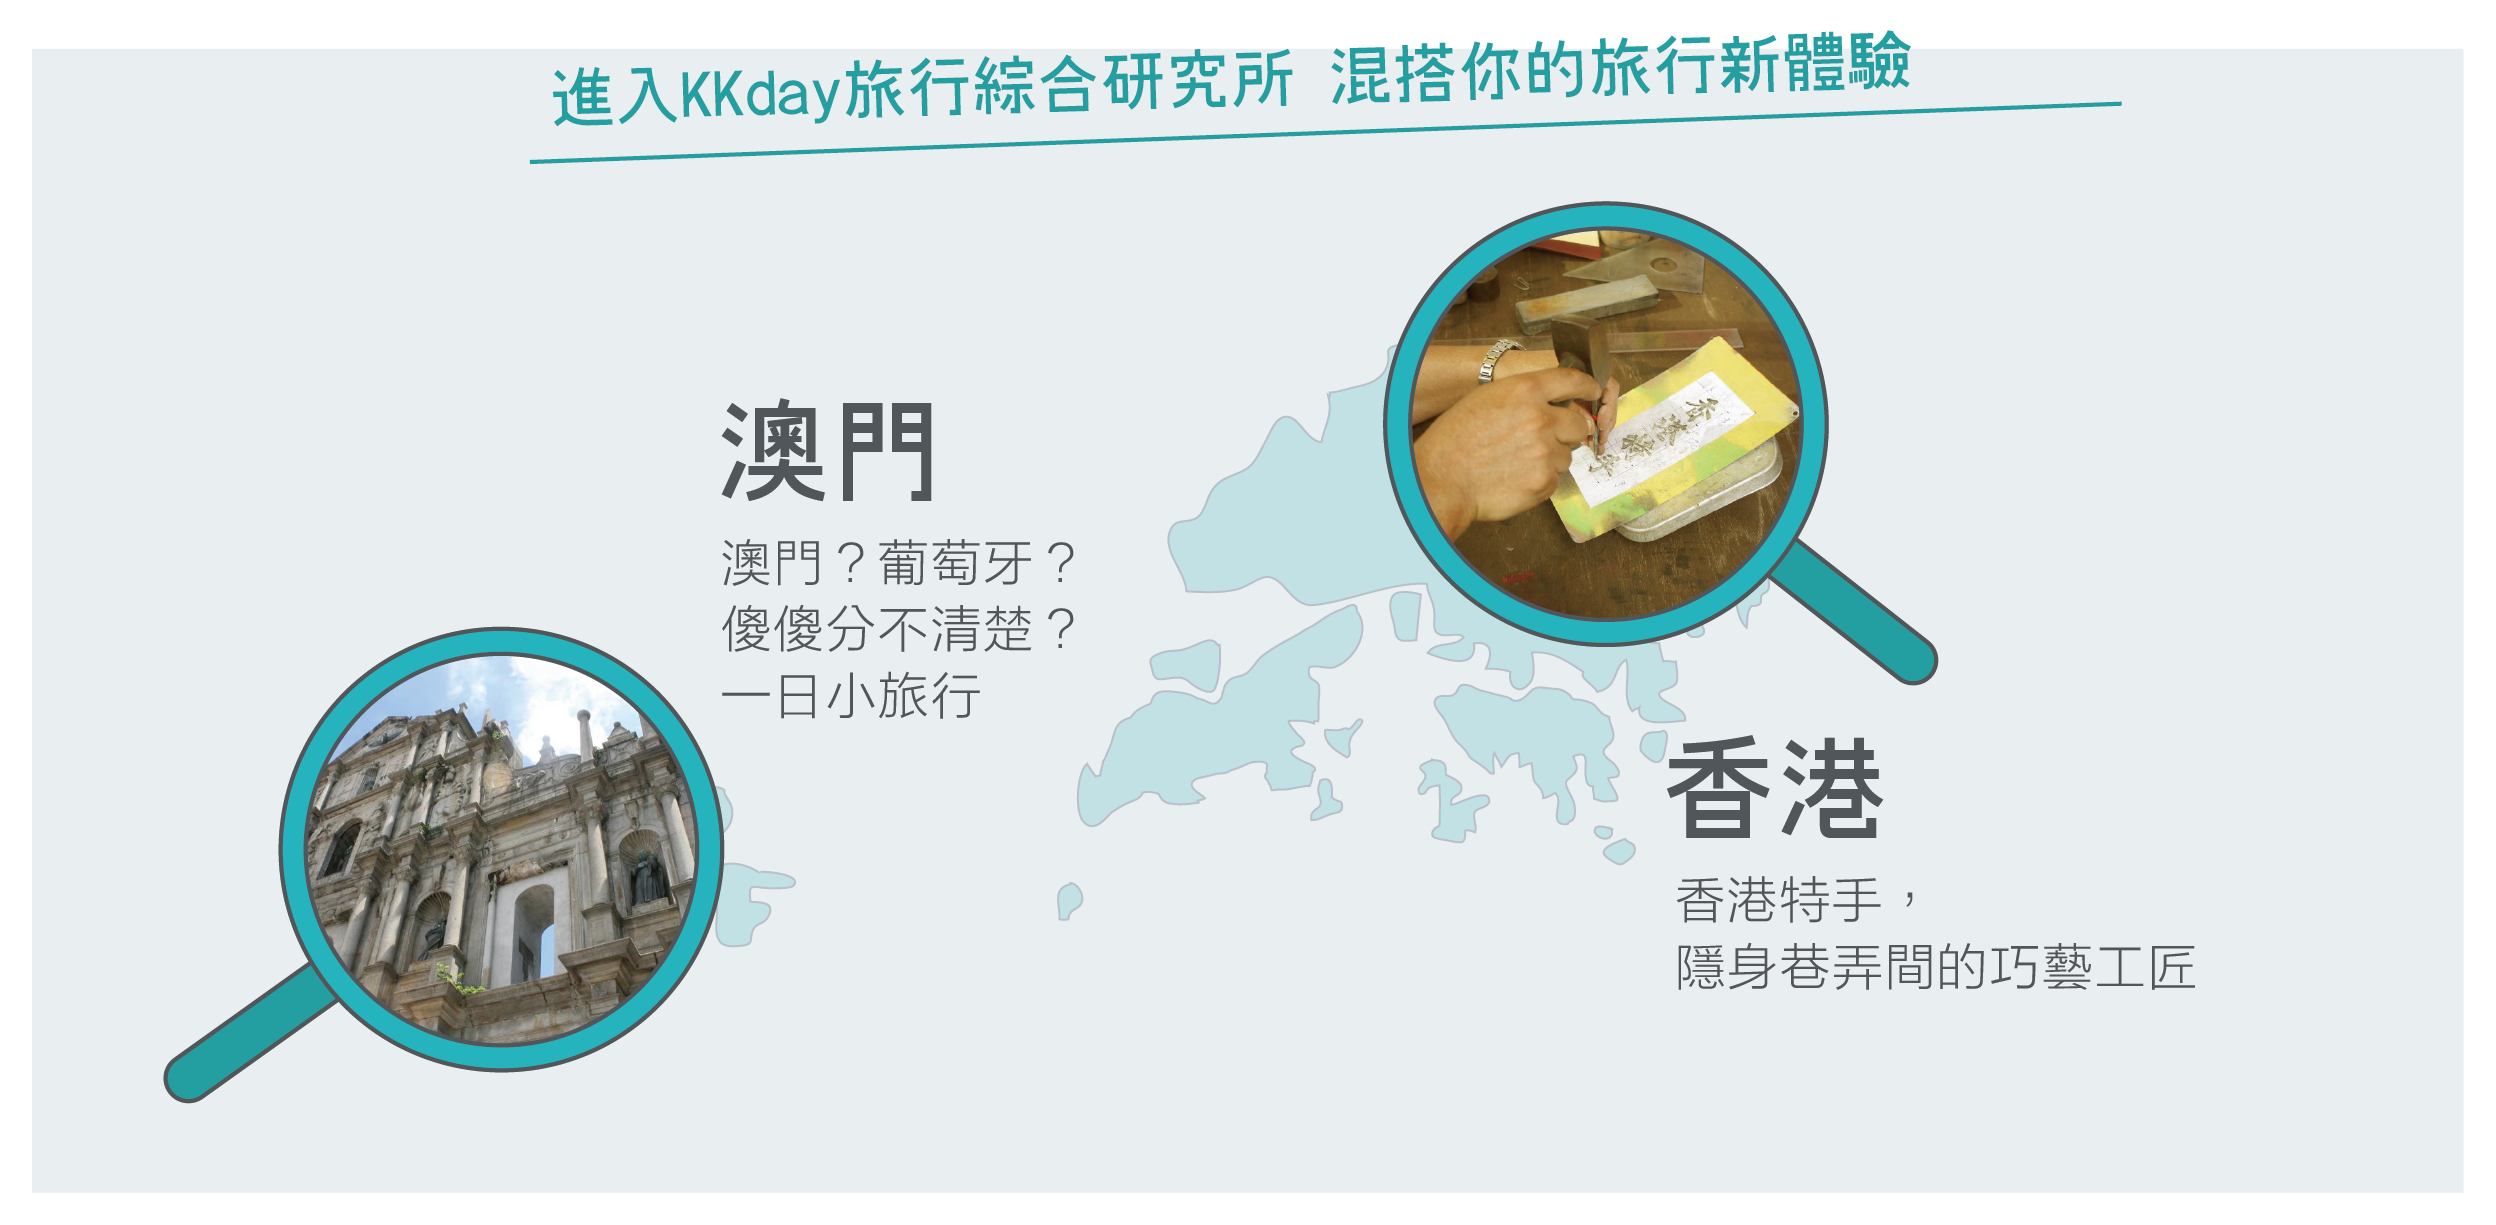 進入KKday旅行綜合研究所 混搭你的旅行新體驗
澳門
澳門？葡萄牙？
傻傻分不清楚？
一日小旅行
香港
香港特手，
隱身巷弄間的巧藝工匠